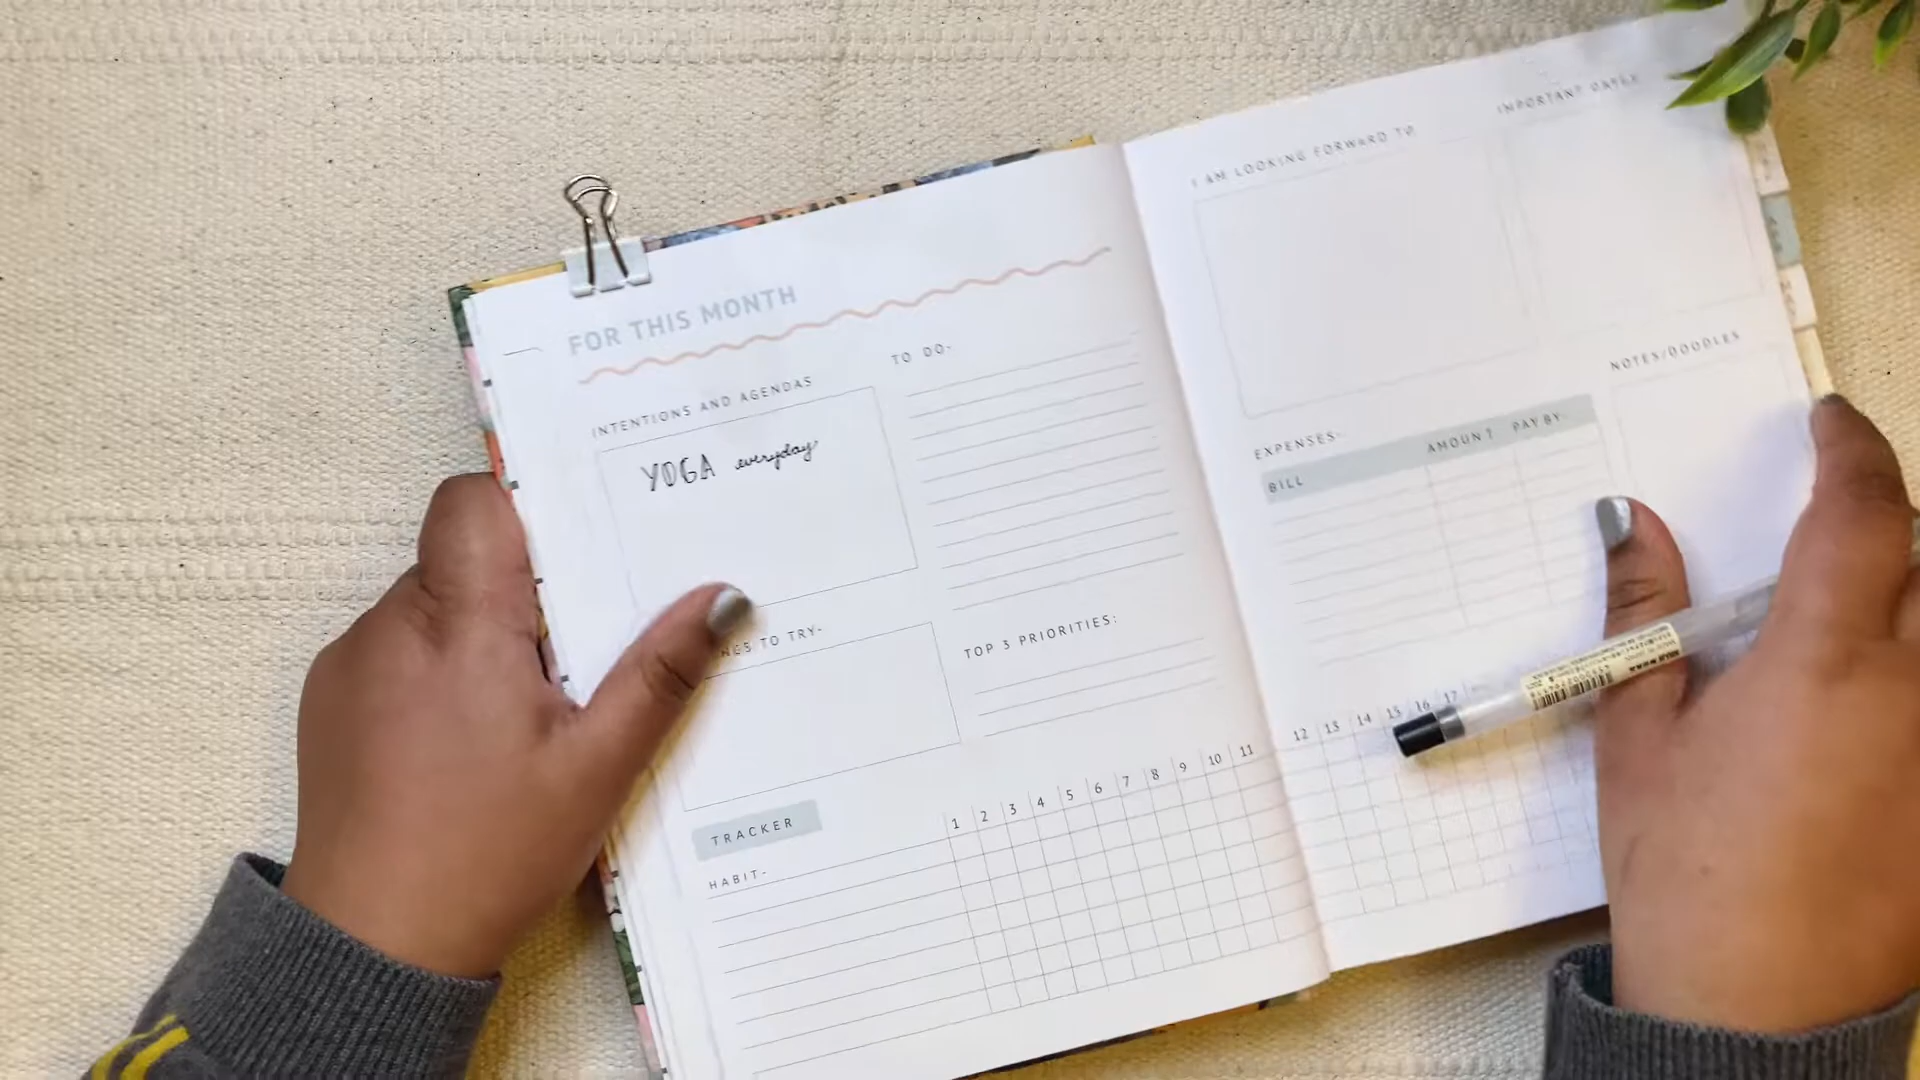 FOR THIS MONTH
INTENTIONS AND AGENDAS
YOGA everyday
TO DO-
TO TRY-
TOP 3 PRIORITIES:
TRACKER
HABIT-
1 2 3 4 5 6 7 8 9 10 11
I AM LOOKING FORWARD TO
IMPORTANT DATES
EXPENSES-
BILL AMOUNT PAY BY-
NOTES/DOODLES
12 13 14 15 16 17